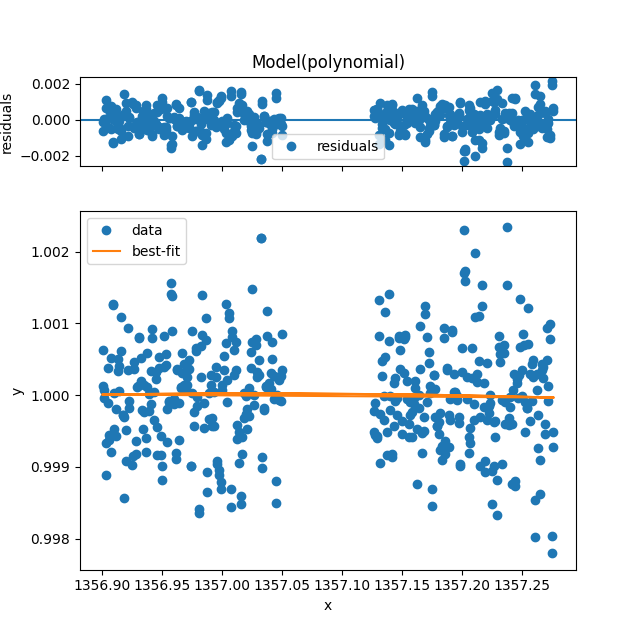 Model(polynomial)
0.002
0.000
−0.002
residuals
residuals
data
best-fit
1.002
1.001
1.000
0.999
0.998
y
1356.90 1356.95 1357.00 1357.05 1357.10 1357.15 1357.20 1357.25
x